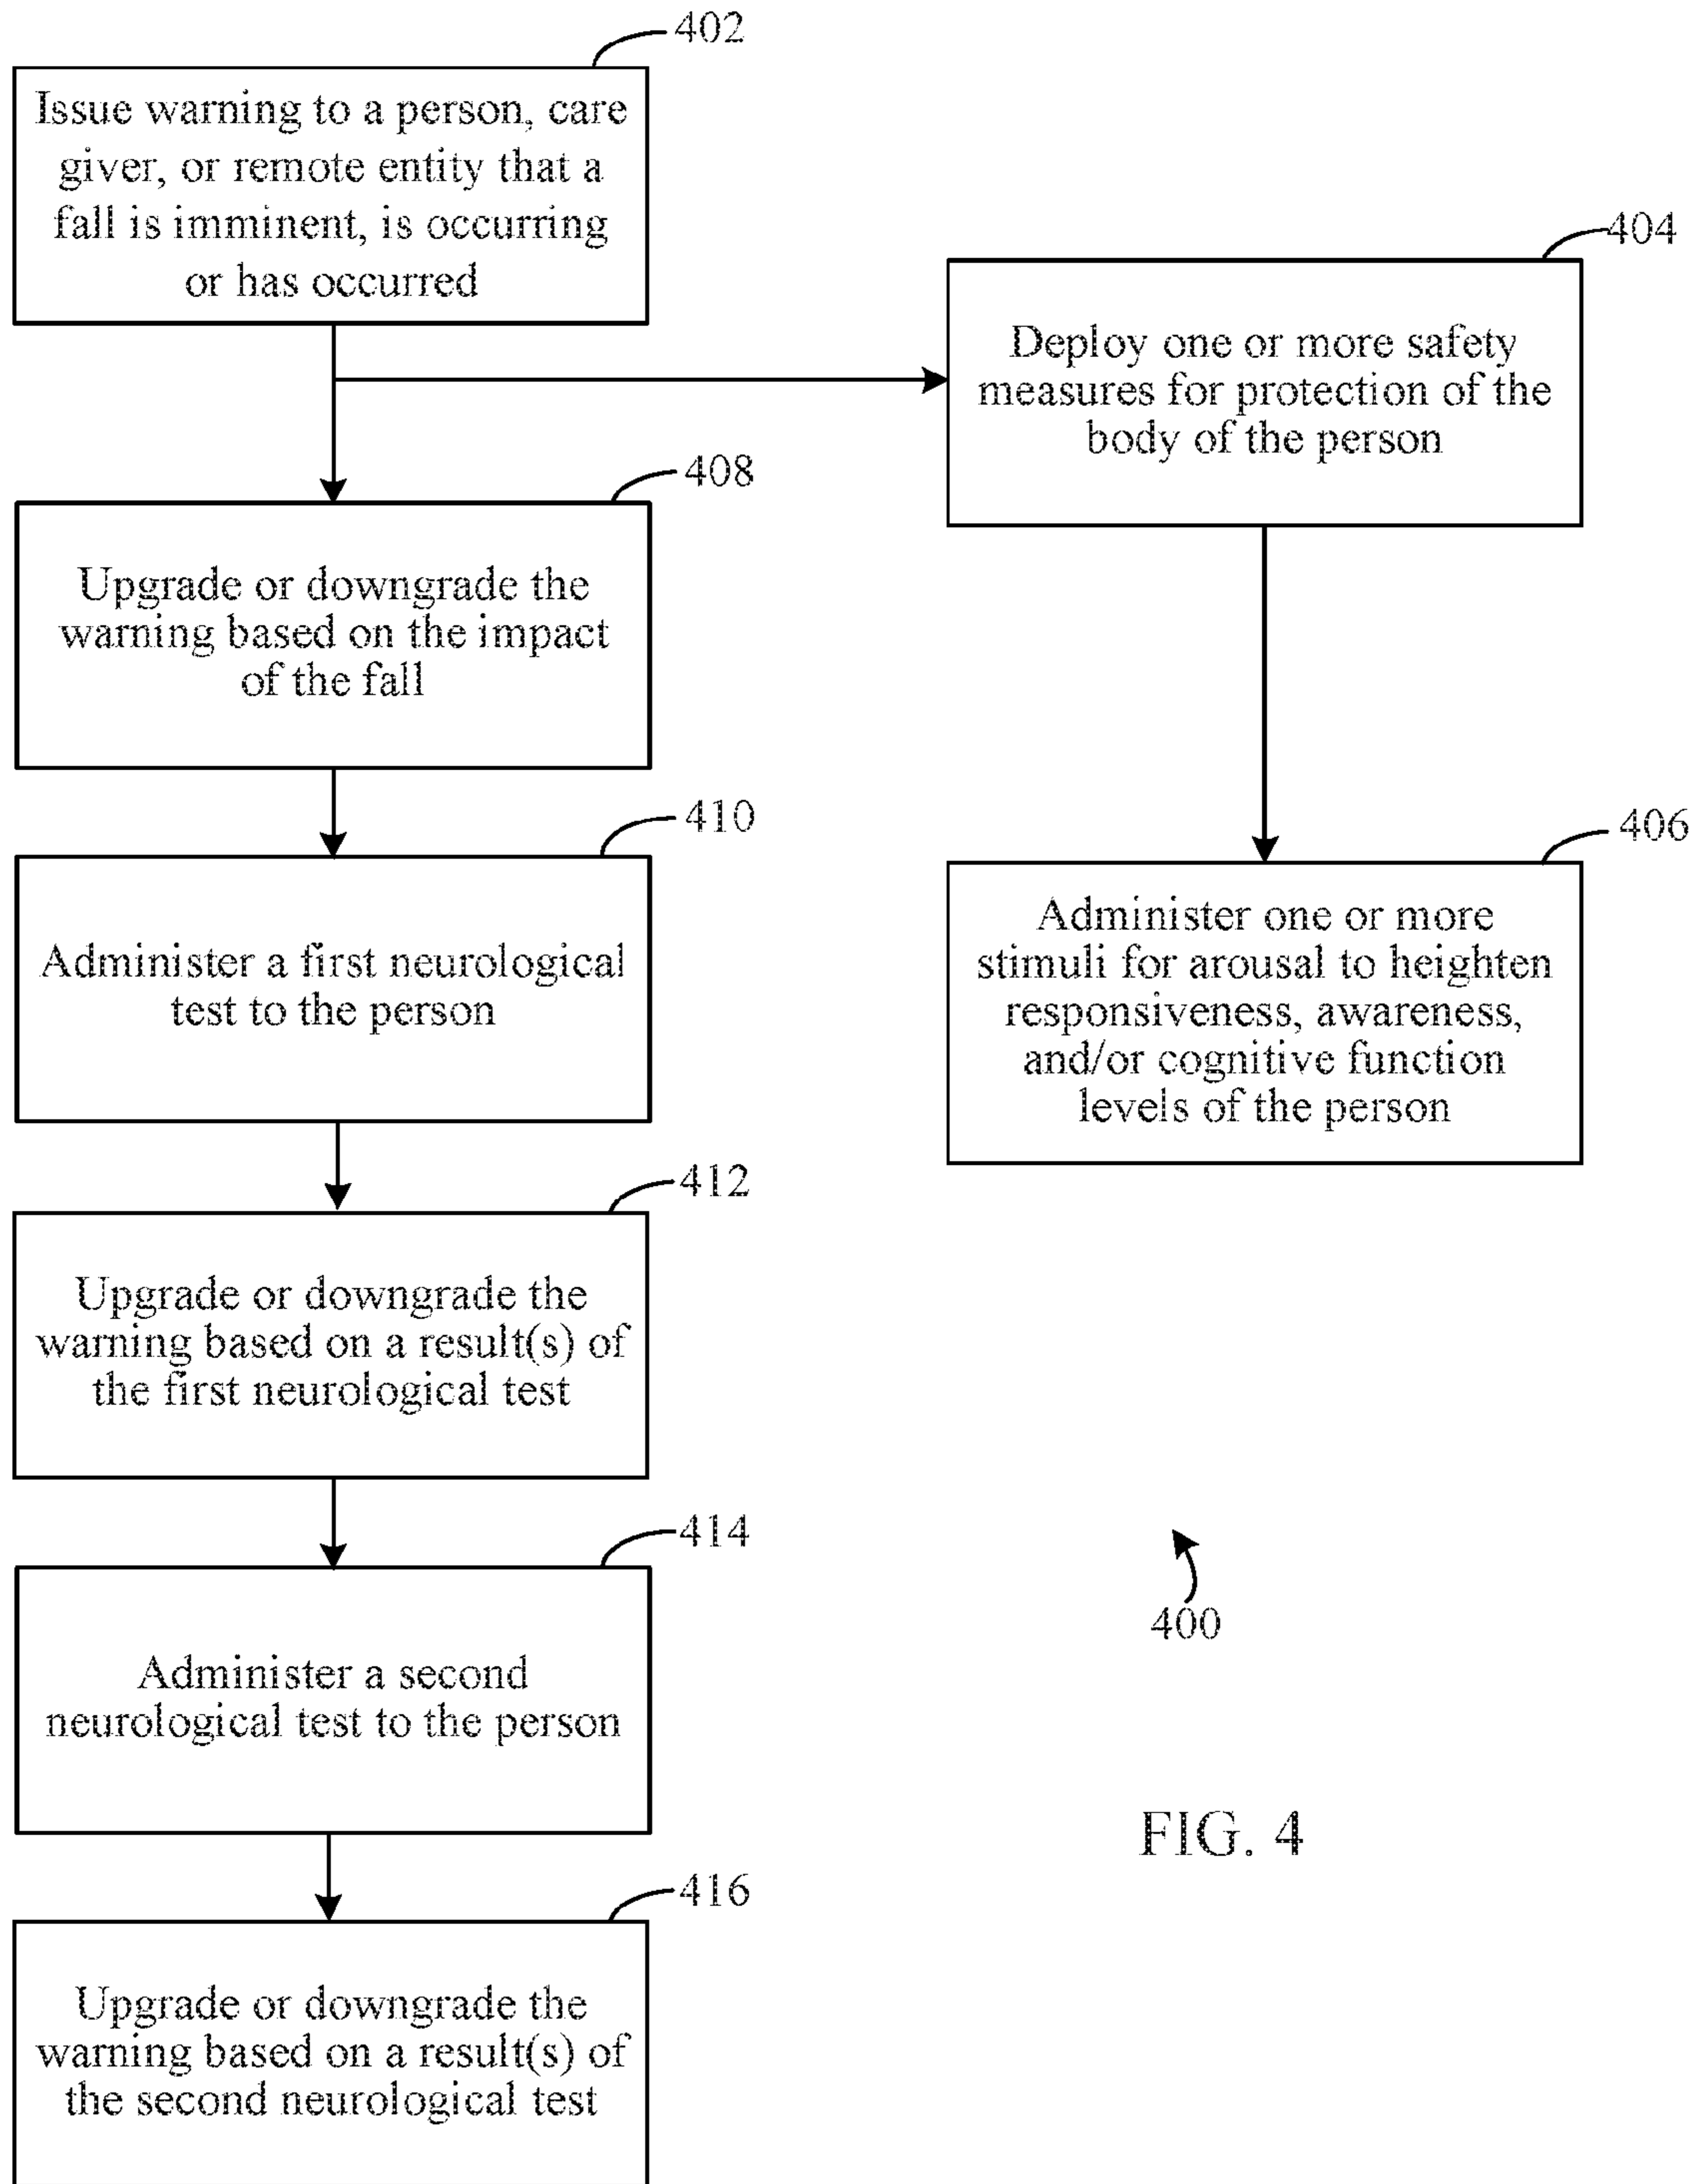 402
Issue warning to a person, care
giver, or remote entity that a
fall is imminent, is occurring
or has occurred
404
Deploy one or more safety
measures for protection of the
body of the person
408
Upgrade or downgrade the
warning based on the impact
of the fall
410
Administer a first neurological
test to the person
406
Administer one or more
stimuli for arousal to heighten
responsiveness, awareness,
and/or cognitive function
levels of the person
412
Upgrade or downgrade the
warning based on a result(s) of
the first neurological test
414
Administer a second
neurological test to the person
400
FIG. 4
416
Upgrade or downgrade the
warning based on a result(s) of
the second neurological test